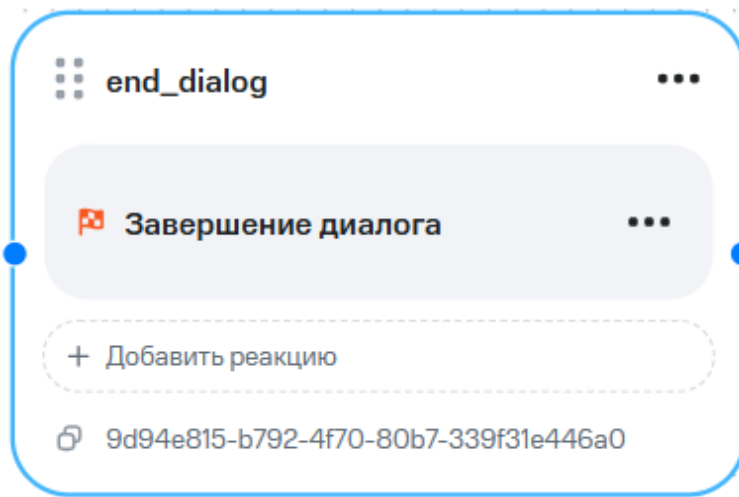 end_dialog
Завершение диалога
+ Добавить реакцию
9d94e815-b792-4f70-80b7-339f31e446a0